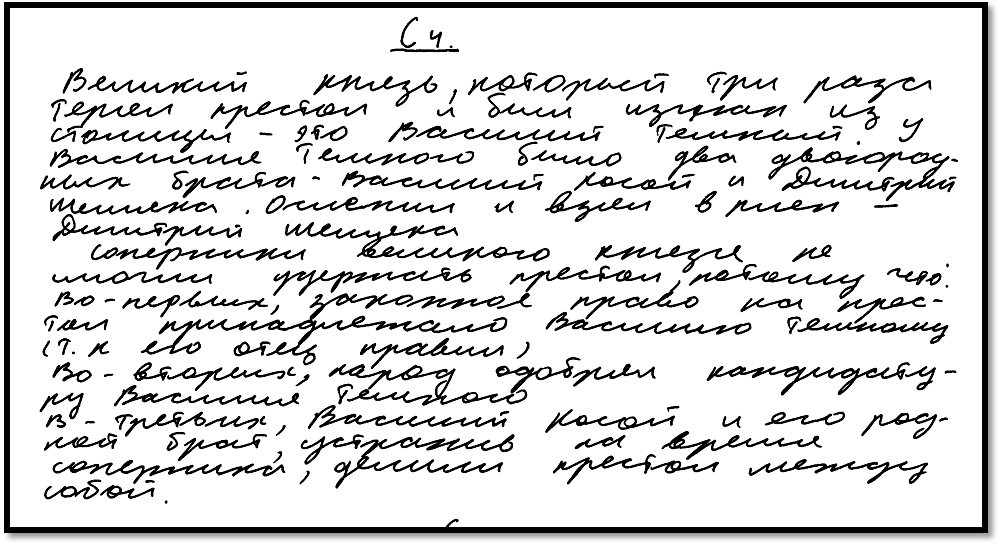 С4.
Великий князь, который три раза
терял престол и был изгнан из
столицы - это Василий Темный У
Василия Темного было два двоюрод-
ных брата - Василий Косой и Дмитрий
Шемяка. Ослепил и взял в плен —
Дмитрий Шемяка
Соперники великого князя не
могли удержать престол, потому что:
Во-первых, законное право на прес-
тол принадлежало Василию Темному
(т.к его отец правил)
Во-вторых, народ одобрял кандидату-
ру Василия Темного
В-третьих, Василий Косой и его род-
ной брат, устранив на время
соперника, делили престол между
собой.